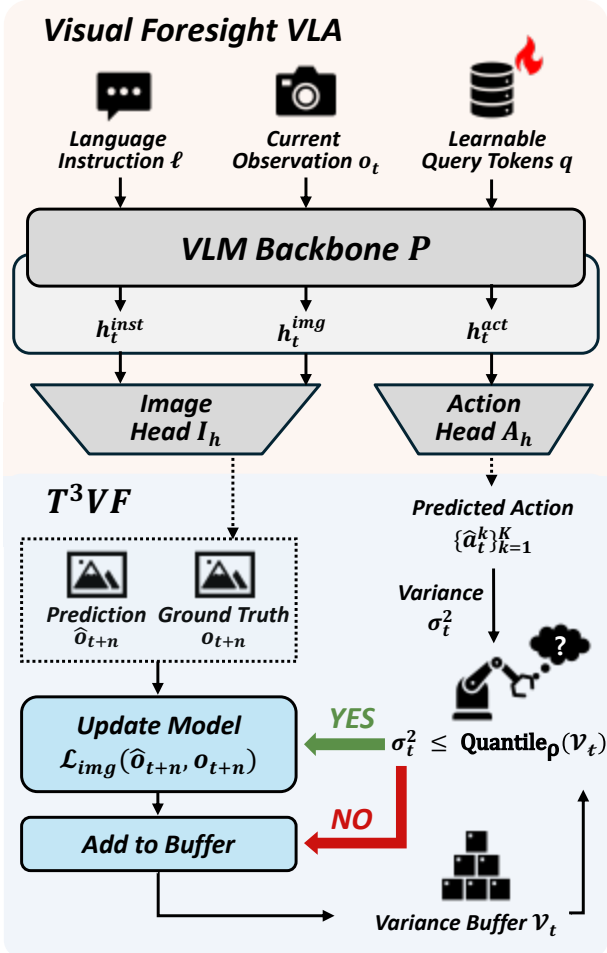 Visual Foresight VLA
Language
Instruction ℓ
Current
Observation o_t
Learnable
Query Tokens q
VLM Backbone P
h_t^{inst}
h_t^{img}
h_t^{act}
Image
Head I_h
Action
Head A_h
T^3VF
Predicted Action
{â_t^k}_{k=1}^K
Prediction
ô_{t+n}
Ground Truth
o_{t+n}
Variance
σ_t^2
?
Update Model
ℒ_{img}(ô_{t+n}, o_{t+n})
YES
σ_t^2 ≤ Quantile_ρ(𝒱_t)
NO
Add to Buffer
Variance Buffer 𝒱_t